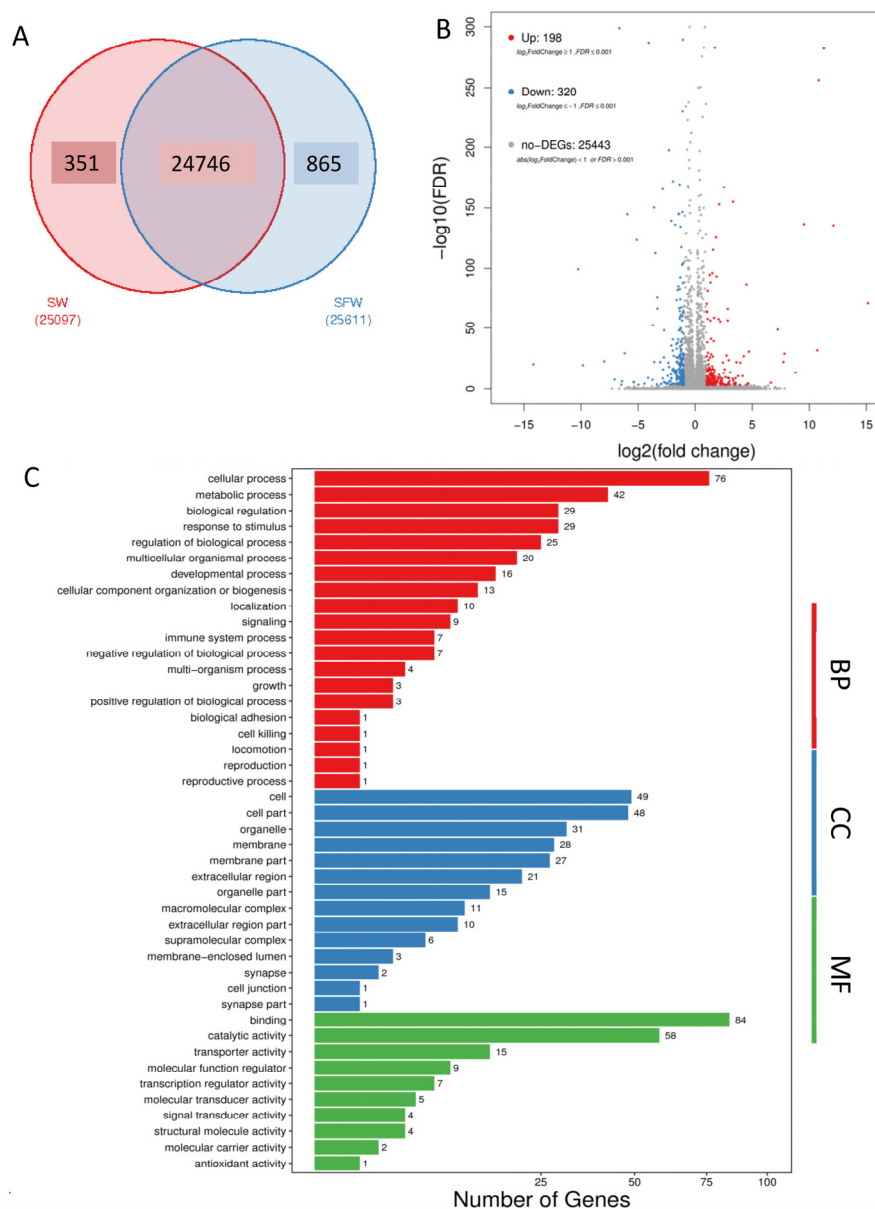 A
351
24746
865
SW
(25097)
SFW
(25611)
B
300
250
200
150
100
50
0
−log10(FDR)
Up: 198
log₂FoldChange ≥ 1 ,FDR ≤ 0.001
Down: 320
log₂FoldChange ≤ − 1 ,FDR ≤ 0.001
no−DEGs: 25443
abs(log₂FoldChange) < 1 or FDR > 0.001
−15 −10 −5 0 5 10 15
log2(fold change)
C
cellular process 76
metabolic process 42
biological regulation 29
response to stimulus 29
regulation of biological process 25
multicellular organismal process 20
developmental process 16
cellular component organization or biogenesis 13
localization 10
signaling 9
immune system process 7
negative regulation of biological process 7
multi−organism process 4
growth 3
positive regulation of biological process 3
biological adhesion 1
cell killing 1
locomotion 1
reproduction 1
reproductive process 1
cell 49
cell part 48
organelle 31
membrane 28
membrane part 27
extracellular region 21
organelle part 15
macromolecular complex 11
extracellular region part 10
supramolecular complex 6
membrane−enclosed lumen 3
synapse 2
cell junction 1
synapse part 1
binding 84
catalytic activity 58
transporter activity 15
molecular function regulator 9
transcription regulator activity 7
molecular transducer activity 5
signal transducer activity 4
structural molecule activity 4
molecular carrier activity 2
antioxidant activity 1
25 50 75 100
Number of Genes
BP
CC
MF